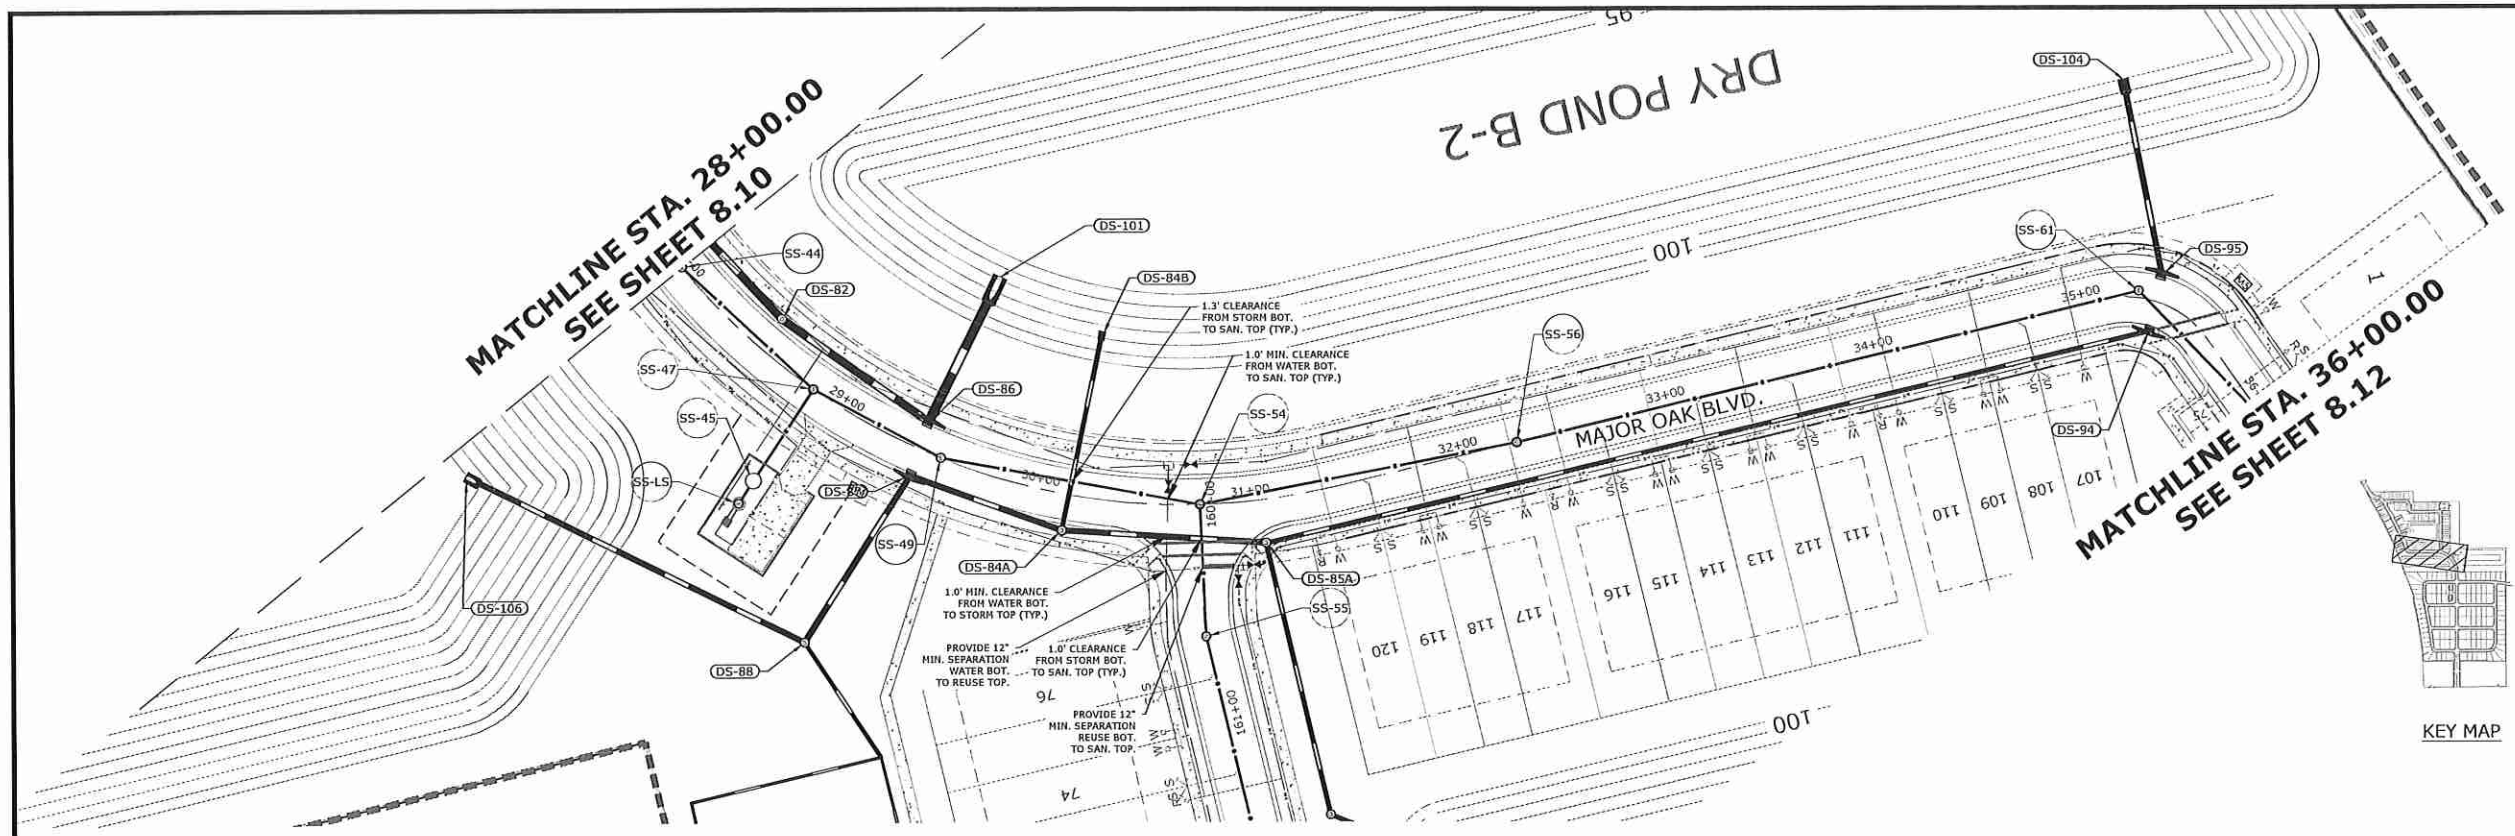 95
DRY POND B-2
DS-104
MATCHLINE STA. 28+00.00
SEE SHEET 8.10
SS-44
DS-101
SS-61
DS-95
100
DS-82
DS-84B
1.3' CLEARANCE
FROM STORM BOT.
TO SAN. TOP (TYP.)
1
35+00
SS-56
34+00
1.0' MIN. CLEARANCE
FROM WATER BOT.
TO SAN. TOP (TYP.)
SS-47
29+00
DS-86
SS-54
33+00
MAJOR OAK BLVD.
32+00
DS-94
75
36
MATCHLINE STA. 36+00.00
SEE SHEET 8.12
SS-45
SS-LS
30+00
31+00
160+00
107
108
109
110
111
112
113
114
115
116
117
118
119
120
SS-49
DS-84A
DS-85A
DS-106
1.0' MIN. CLEARANCE
FROM WATER BOT.
TO STORM TOP (TYP.)
SS-55
PROVIDE 12"
MIN. SEPARATION
WATER BOT.
TO REUSE TOP.
1.0' CLEARANCE
FROM STORM BOT.
TO SAN. TOP (TYP.)
DS-88
76
PROVIDE 12"
MIN. SEPARATION
REUSE BOT.
TO SAN. TOP.
161+00
100
74
KEY MAP